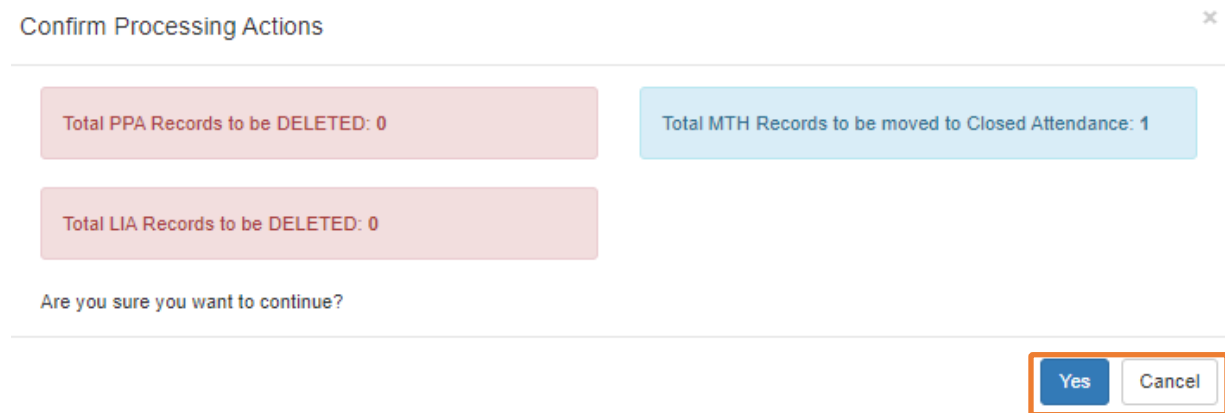 Confirm Processing Actions
×
Total PPA Records to be DELETED: 0
Total MTH Records to be moved to Closed Attendance: 1
Total LIA Records to be DELETED: 0
Are you sure you want to continue?
Yes
Cancel